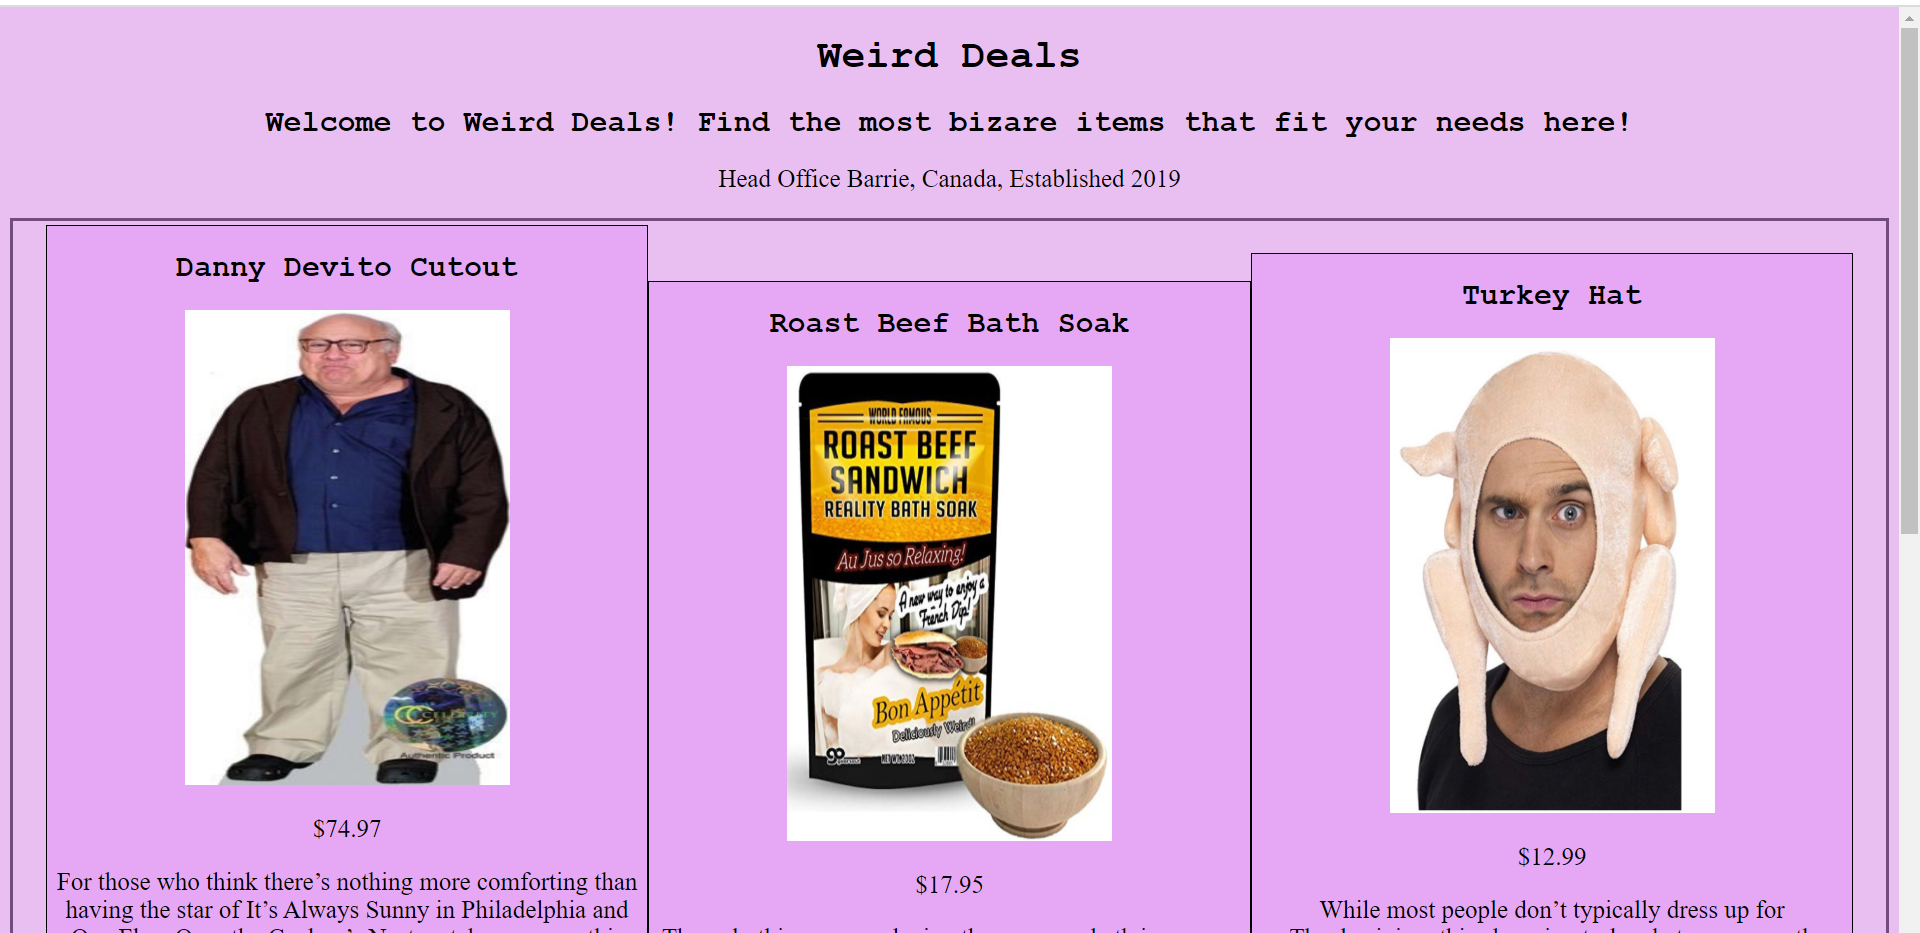 Weird Deals
Welcome to Weird Deals! Find the most bizare items that fit your needs here!
Head Office Barrie, Canada, Established 2019
Danny Devito Cutout
Authentic Product
$74.97
For those who think there’s nothing more comforting than
having the star of It’s Always Sunny in Philadelphia and
Roast Beef Bath Soak
WORLD FAMOUS
ROAST BEEF
SANDWICH
REALITY BATH SOAK
Au Jus so Relaxing!
A new way to enjoy a
French Dip!
Bon Appétit
Deliciously Weird!
$17.95
Turkey Hat
$12.99
While most people don’t typically dress up for